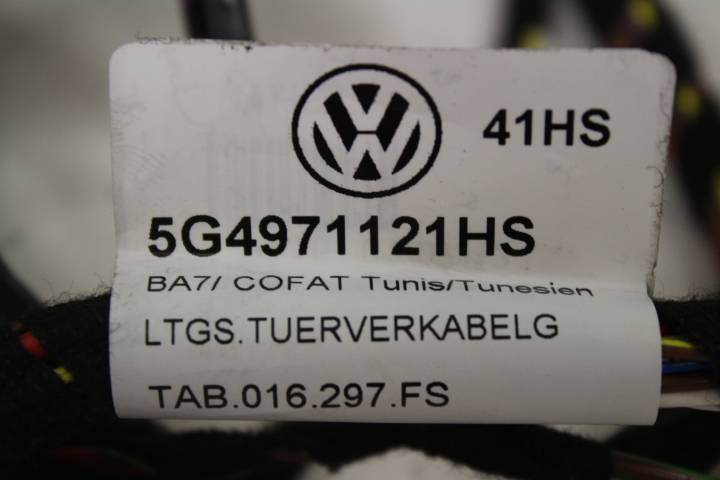 41HS
5G4971121HS
BA7/ COFAT Tunis/Tunesien
LTGS.TUERVERKABELG
TAB.016.297.FS